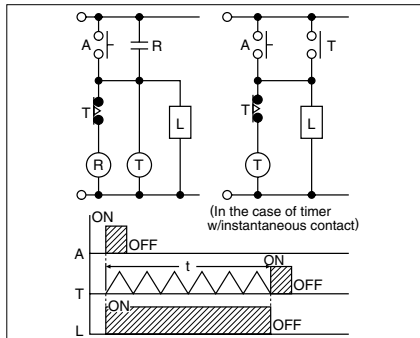 A R A T
T L T L
R T T
(In the case of timer
w/instantaneous contact)
ON
OFF
A
t ON
T OFF
ON
L OFF